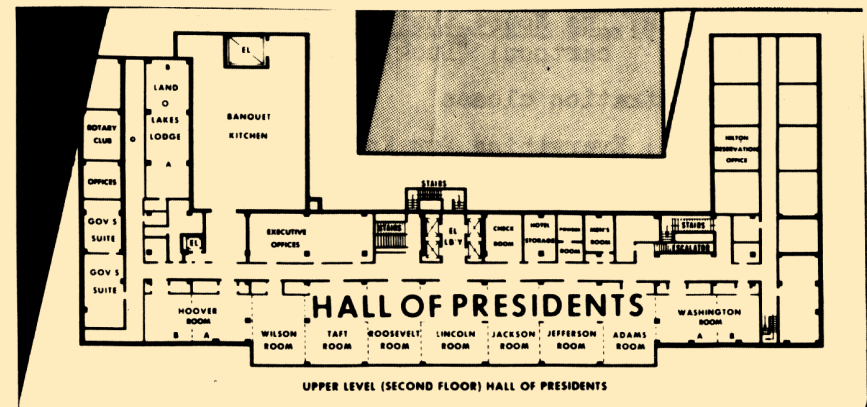 EL
B
LAND
O
LAKES
LODGE
A
BANQUET
KITCHEN
ROTARY
CLUB
OFFICES
GOV S
SUITE
GOV S
SUITE
EL
EXECUTIVE
OFFICES
STAIRS
STAIRS
EL
LB'Y
CHECK
ROOM
HOTEL
STORAGE
POWDER
ROOM
MEN'S
ROOM
STAIRS
ESCALATOR
HILTON
RESERVATION
OFFICE
HALL OF PRESIDENTS
HOOVER
ROOM
B A
WILSON
ROOM
TAFT
ROOM
ROOSEVELT
ROOM
LINCOLN
ROOM
JACKSON
ROOM
JEFFERSON
ROOM
ADAMS
ROOM
WASHINGTON
ROOM
A B
UPPER LEVEL (SECOND FLOOR) HALL OF PRESIDENTS